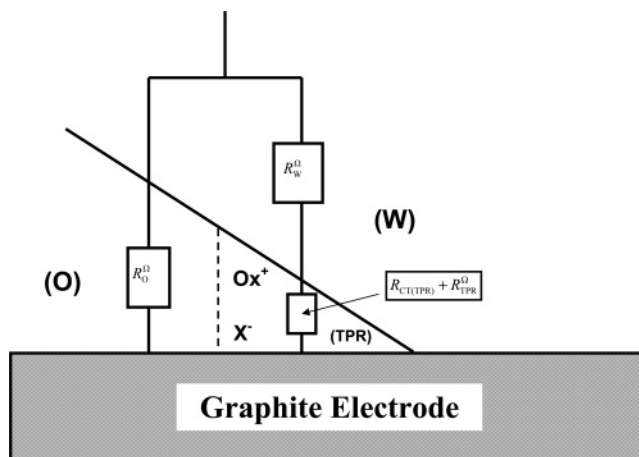 R_W^Ω
(W)
(O)
R_O^Ω
Ox⁺
R_CT(TPR) + R_TPR^Ω
X⁻
(TPR)
Graphite Electrode